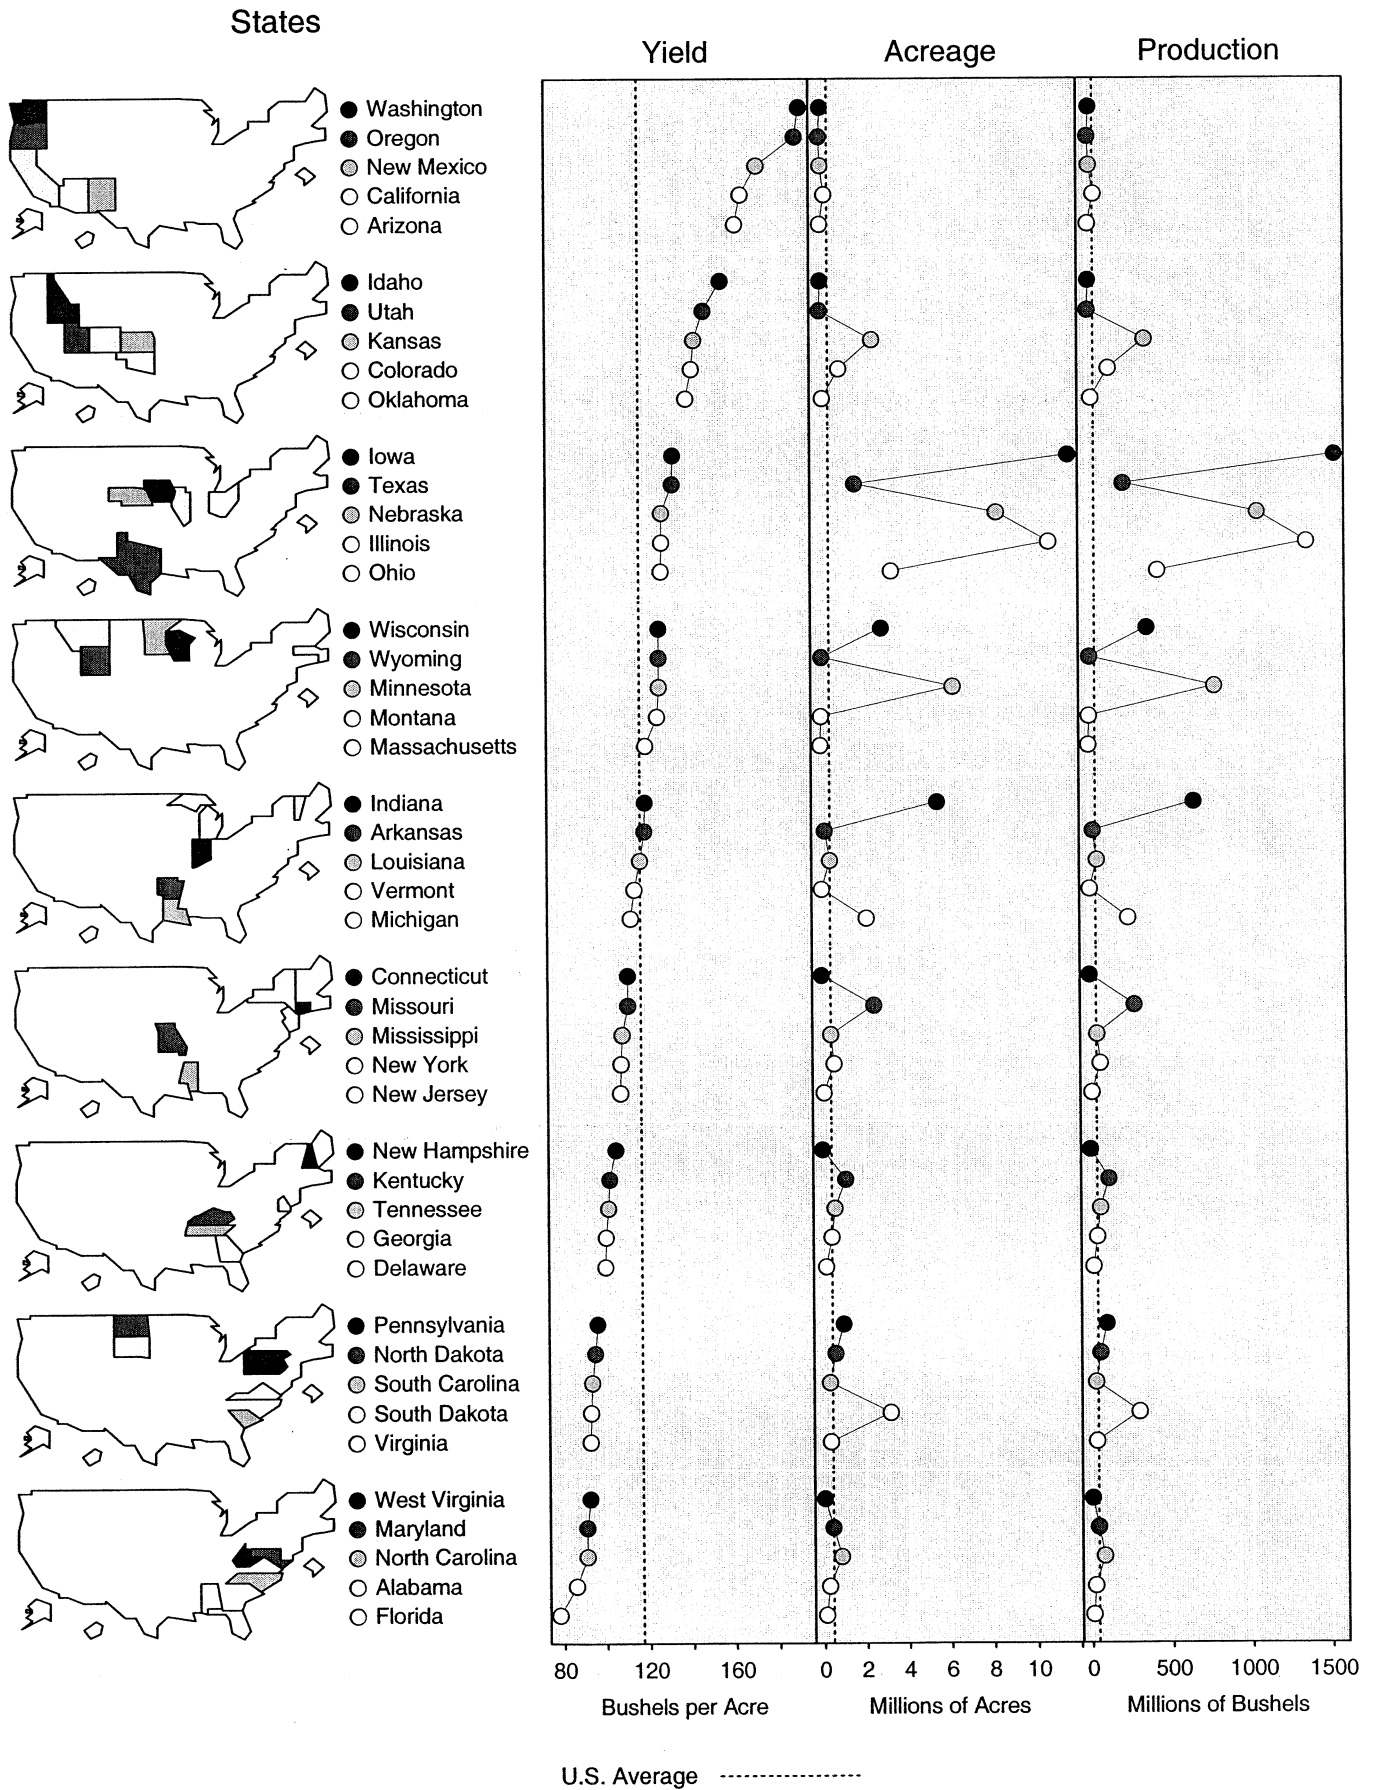 States
Yield Acreage Production
Washington
Oregon
New Mexico
California
Arizona
Idaho
Utah
Kansas
Colorado
Oklahoma
Iowa
Texas
Nebraska
Illinois
Ohio
Wisconsin
Wyoming
Minnesota
Montana
Massachusetts
Indiana
Arkansas
Louisiana
Vermont
Michigan
Connecticut
Missouri
Mississippi
New York
New Jersey
New Hampshire
Kentucky
Tennessee
Georgia
Delaware
Pennsylvania
North Dakota
South Carolina
South Dakota
Virginia
West Virginia
Maryland
North Carolina
Alabama
Florida
80 120 160 0 2 4 6 8 10 0 500 1000 1500
Bushels per Acre Millions of Acres Millions of Bushels
U.S. Average